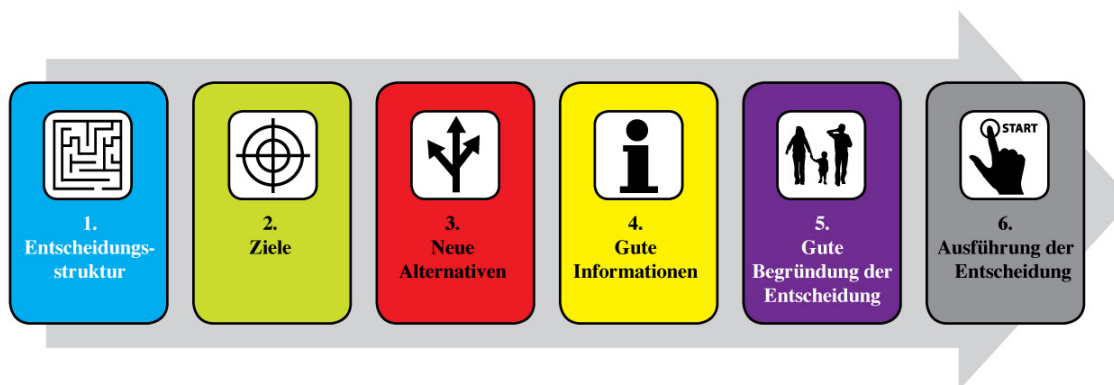 1.
Entscheidungs-
struktur
2.
Ziele
3.
Neue
Alternativen
4.
Gute
Informationen
5.
Gute
Begründung der
Entscheidung
START
6.
Ausführung der
Entscheidung